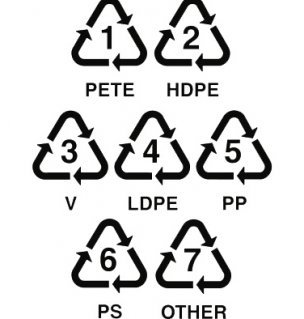 1 2
PETE HDPE
3 4 5
V LDPE PP
6 7
PS OTHER